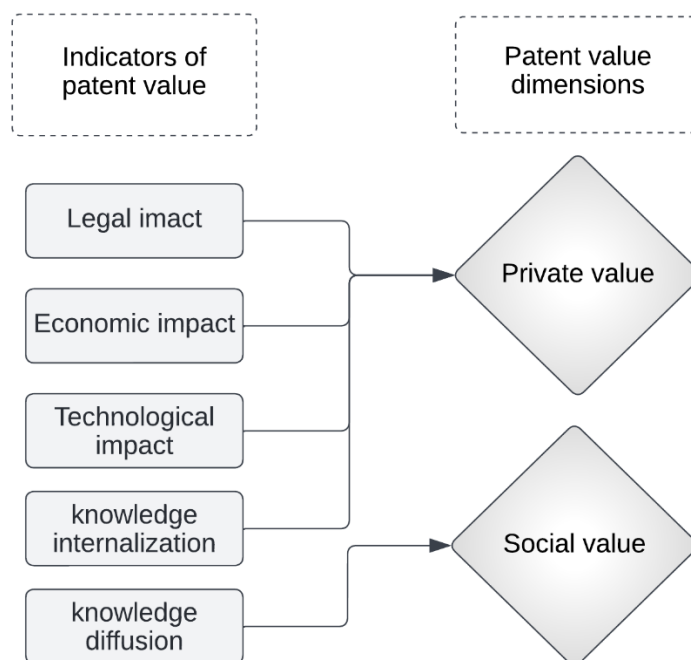 Indicators of
patent value
Patent value
dimensions
Legal imact
Economic impact
Technological
impact
knowledge
internalization
knowledge
diffusion
Private value
Social value